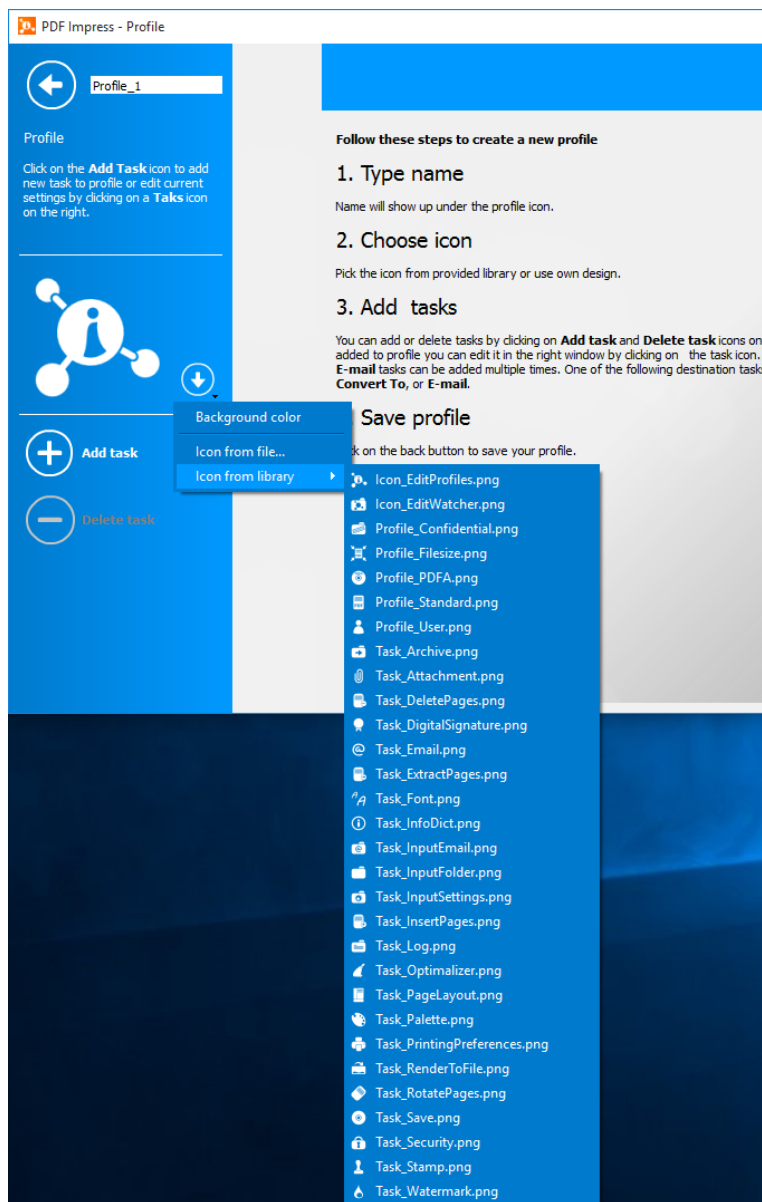 PDF Impress - Profile
Profile_1
Profile
Click on the Add Task icon to add
new task to profile or edit current
settings by clicking on a Taks icon
on the right.
Add task
Delete task
Follow these steps to create a new profile
1. Type name
Name will show up under the profile icon.
2. Choose icon
Pick the icon from provided library or use own design.
3. Add tasks
You can add or delete tasks by clicking on Add task and Delete task icons on
added to profile you can edit it in the right window by clicking on the task icon.
E-mail tasks can be added multiple times. One of the following destination task
Convert To, or E-mail.
Save profile
on the back button to save your profile.
Background color
Icon from file...
Icon from library
Icon_EditProfiles.png
Icon_EditWatcher.png
Profile_Confidential.png
Profile_Filesize.png
Profile_PDFA.png
Profile_Standard.png
Profile_User.png
Task_Archive.png
Task_Attachment.png
Task_DeletePages.png
Task_DigitalSignature.png
Task_Email.png
Task_ExtractPages.png
Task_Font.png
Task_InfoDict.png
Task_InputEmail.png
Task_InputFolder.png
Task_InputSettings.png
Task_InsertPages.png
Task_Log.png
Task_Optimalizer.png
Task_PageLayout.png
Task_Palette.png
Task_PrintingPreferences.png
Task_RenderToFile.png
Task_RotatePages.png
Task_Save.png
Task_Security.png
Task_Stamp.png
Task_Watermark.png